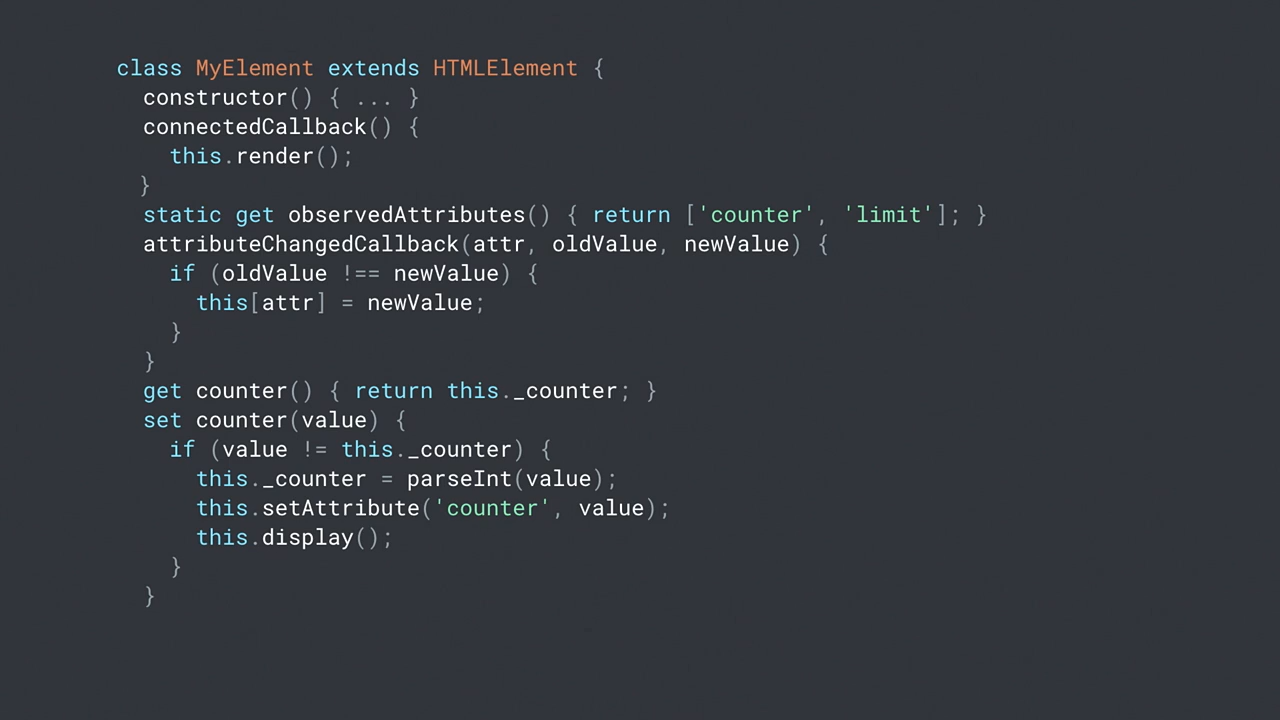 class MyElement extends HTMLElement {
  constructor() { ... }
  connectedCallback() {
    this.render();
  }
  static get observedAttributes() { return ['counter', 'limit']; }
  attributeChangedCallback(attr, oldValue, newValue) {
    if (oldValue !== newValue) {
      this[attr] = newValue;
    }
  }
  get counter() { return this._counter; }
  set counter(value) {
    if (value != this._counter) {
      this._counter = parseInt(value);
      this.setAttribute('counter', value);
      this.display();
    }
  }